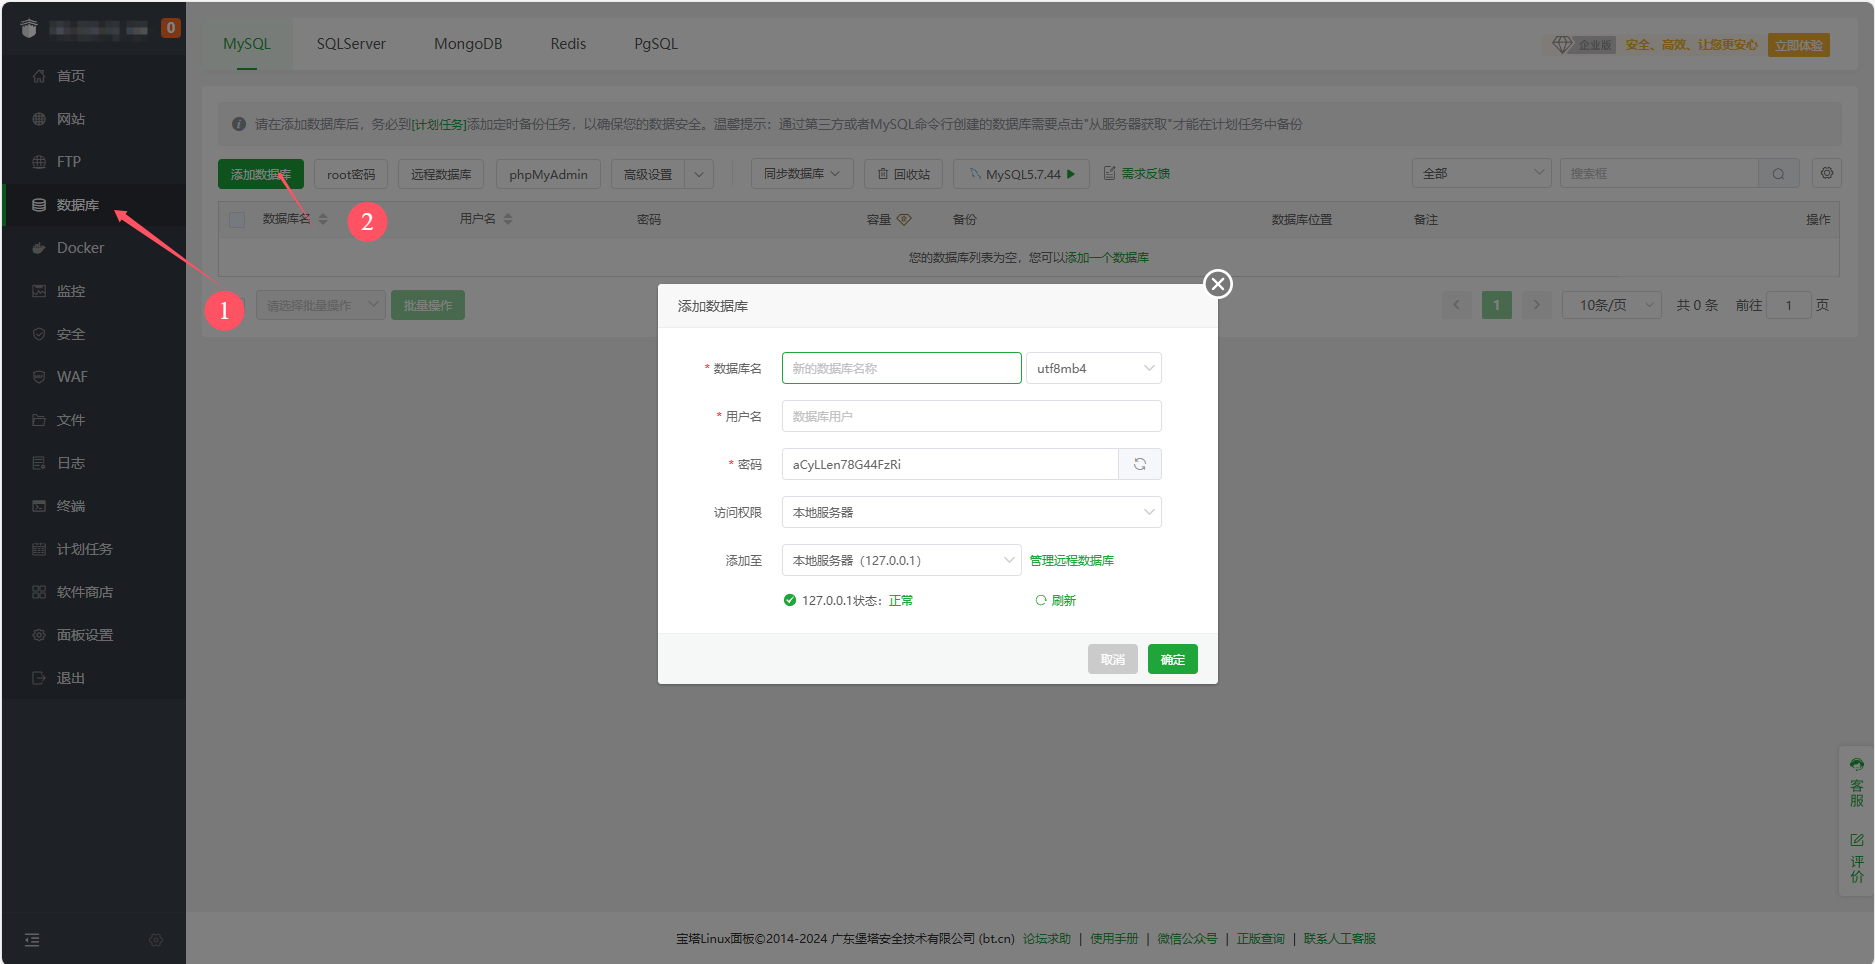 0
首页
网站
FTP
数据库
Docker
监控
安全
WAF
文件
日志
终端
计划任务
软件商店
面板设置
退出
MySQL SQLServer MongoDB Redis PgSQL
企业版 安全、高效、让您更安心 立即体验
请在添加数据库后，务必到[计划任务]添加定时备份任务，以确保您的数据安全。温馨提示：通过第三方或者MySQL命令行创建的数据库需要点击"从服务器获取"才能在计划任务中备份
添加数据库 root密码 远程数据库 phpMyAdmin 高级设置 同步数据库 回收站 MySQL5.7.44 需求反馈 全部 搜索框
数据库名 用户名 密码 容量 备份 数据库位置 备注 操作
您的数据库列表为空，您可以添加一个数据库
请选择批量操作 批量操作 1 10条/页 共 0 条 前往 1 页
1
2
添加数据库
* 数据库名 新的数据库名称 utf8mb4
* 用户名 数据库用户
* 密码 aCyLLen78G44FzRi
访问权限 本地服务器
添加至 本地服务器（127.0.0.1） 管理远程数据库
127.0.0.1状态：正常 刷新
取消 确定
客服
评价
宝塔Linux面板©2014-2024 广东堡塔安全技术有限公司 (bt.cn) 论坛求助 | 使用手册 | 微信公众号 | 正版查询 | 联系人工客服